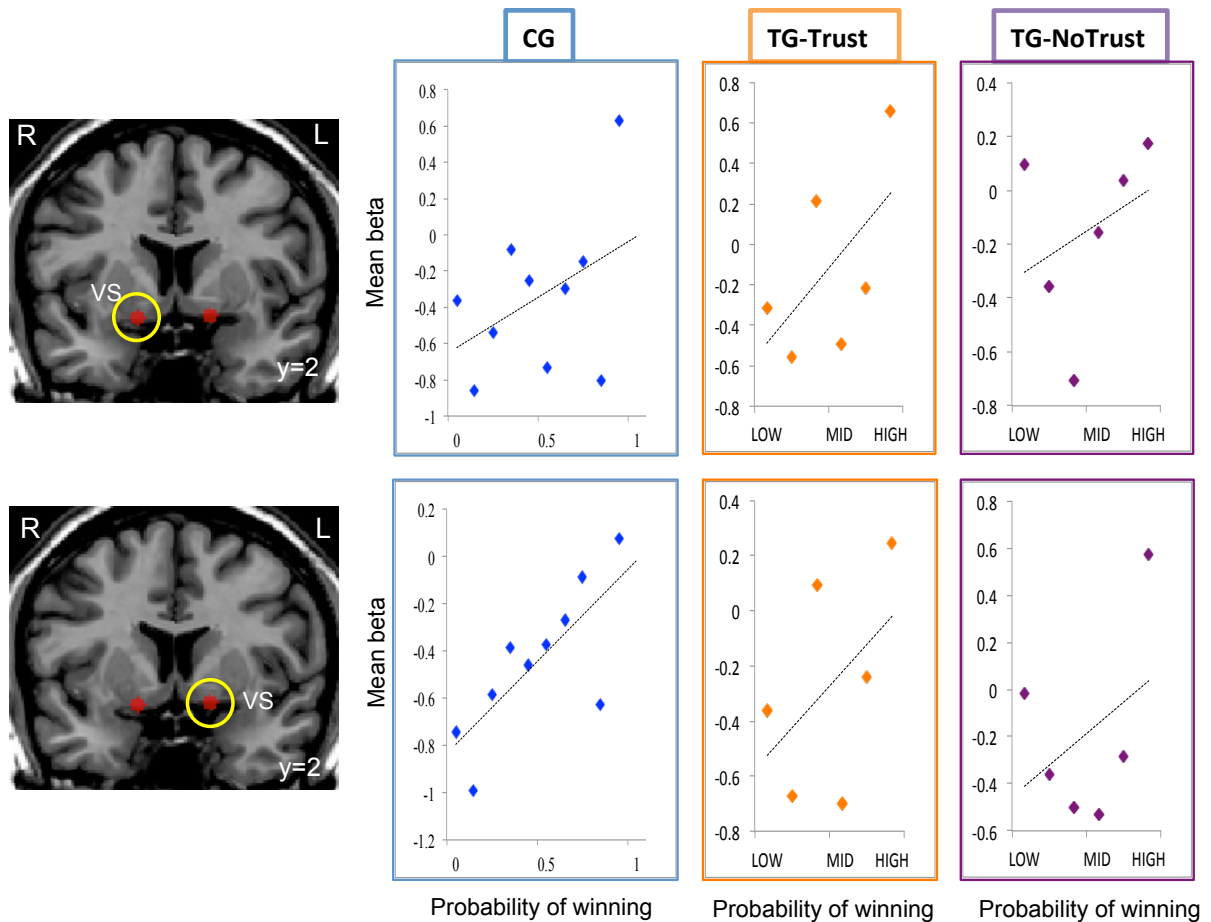 CG
TG-Trust
TG-NoTrust
R
L
VS
y=2
Mean beta
0.8
0.6
0.4
0.2
0
-0.2
-0.4
-0.6
-0.8
-1
0
0.5
1
0.8
0.6
0.4
0.2
0
-0.2
-0.4
-0.6
-0.8
LOW
MID
HIGH
0.4
0.2
0
-0.2
-0.4
-0.6
-0.8
LOW
MID
HIGH
R
L
VS
y=2
Mean beta
0.2
0
-0.2
-0.4
-0.6
-0.8
-1
-1.2
0
0.5
1
0.4
0.2
0
-0.2
-0.4
-0.6
-0.8
LOW
MID
HIGH
0.8
0.6
0.4
0.2
0
-0.2
-0.4
-0.6
LOW
MID
HIGH
Probability of winning
Probability of winning
Probability of winning